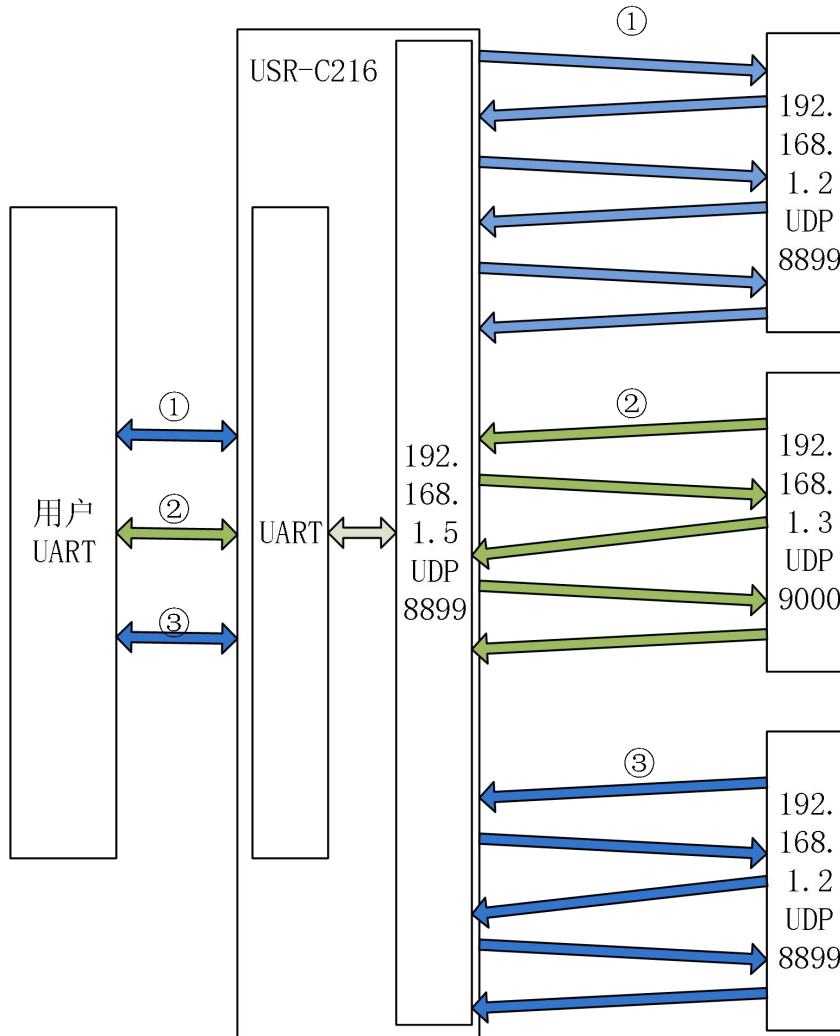 ①
USR-C216
192.
168.
1.2
UDP
8899
①
②
③
用户
UART
UART
192.
168.
1.5
UDP
8899
②
192.
168.
1.3
UDP
9000
③
192.
168.
1.2
UDP
8899